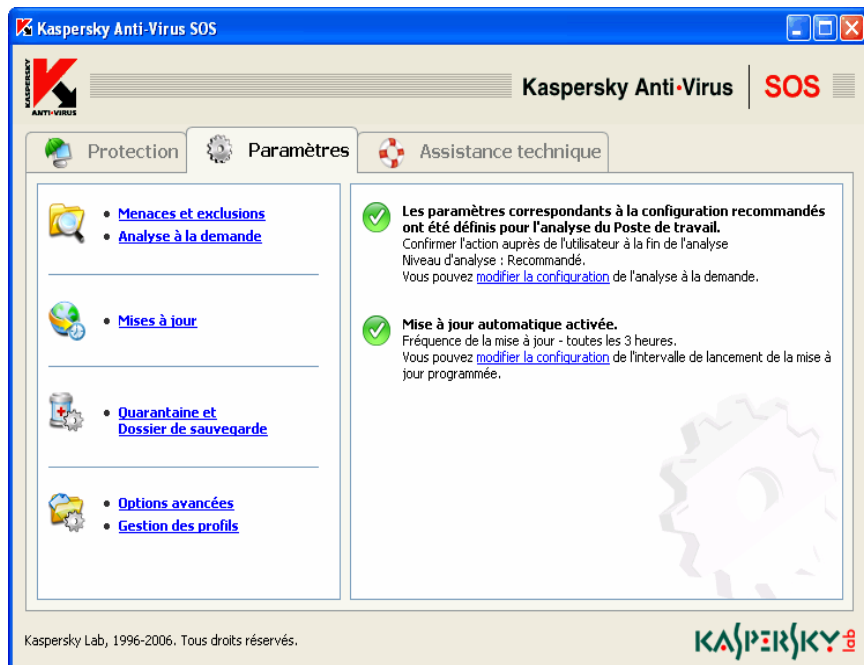 Kaspersky Anti-Virus SOS
KASPERSKY
ANTI-VIRUS
Kaspersky Anti•Virus SOS
Protection
Paramètres
Assistance technique
• Menaces et exclusions
• Analyse à la demande
• Mises à jour
• Quarantaine et
Dossier de sauvegarde
• Options avancées
• Gestion des profils
Les paramètres correspondants à la configuration recommandés
ont été définis pour l'analyse du Poste de travail.
Confirmer l'action auprès de l'utilisateur à la fin de l'analyse
Niveau d'analyse : Recommandé.
Vous pouvez modifier la configuration de l'analyse à la demande.
Mise à jour automatique activée.
Fréquence de la mise à jour - toutes les 3 heures.
Vous pouvez modifier la configuration de l'intervalle de lancement de la mise à
jour programmée.
Kaspersky Lab, 1996-2006. Tous droits réservés.
KASPERSKY lab